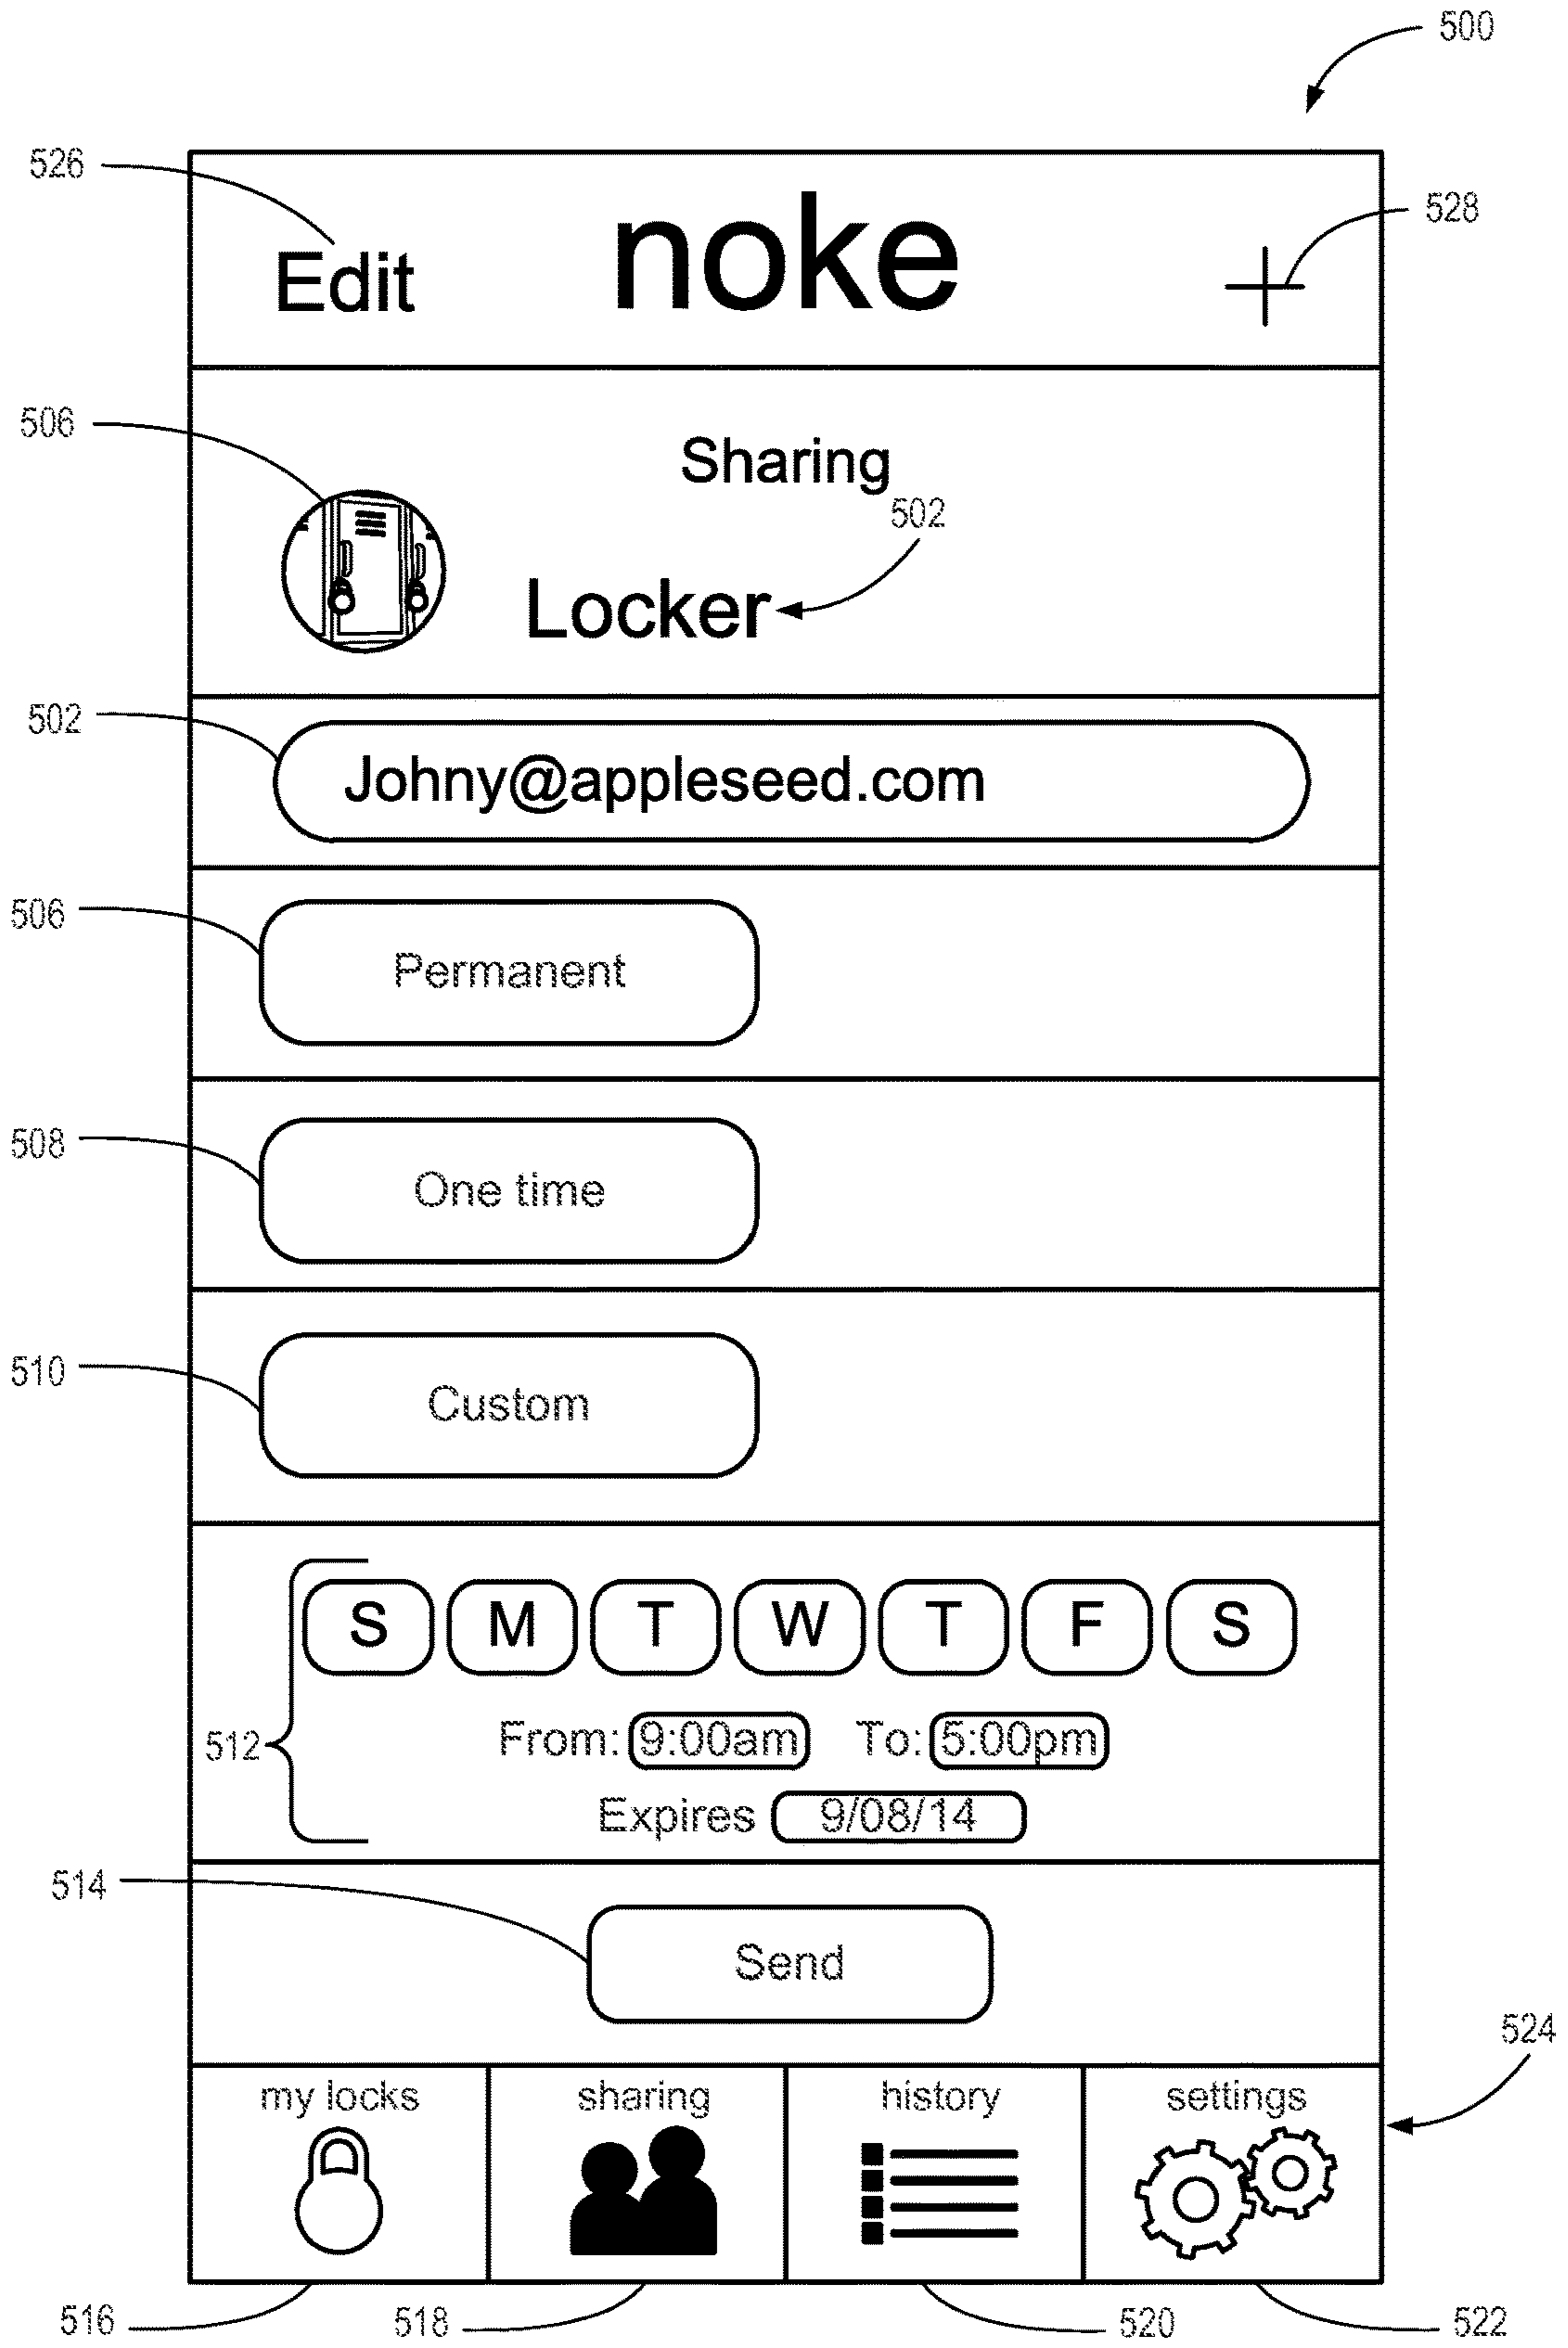 500
526
Edit
noke
528
506
Sharing
502
Locker
502
Johny@appleseed.com
506
Permanent
508
One time
510
Custom
S M T W T F S
512
From: 9:00am To: 5:00pm
Expires 9/08/14
514
Send
524
my locks sharing history settings
516 518 520 522